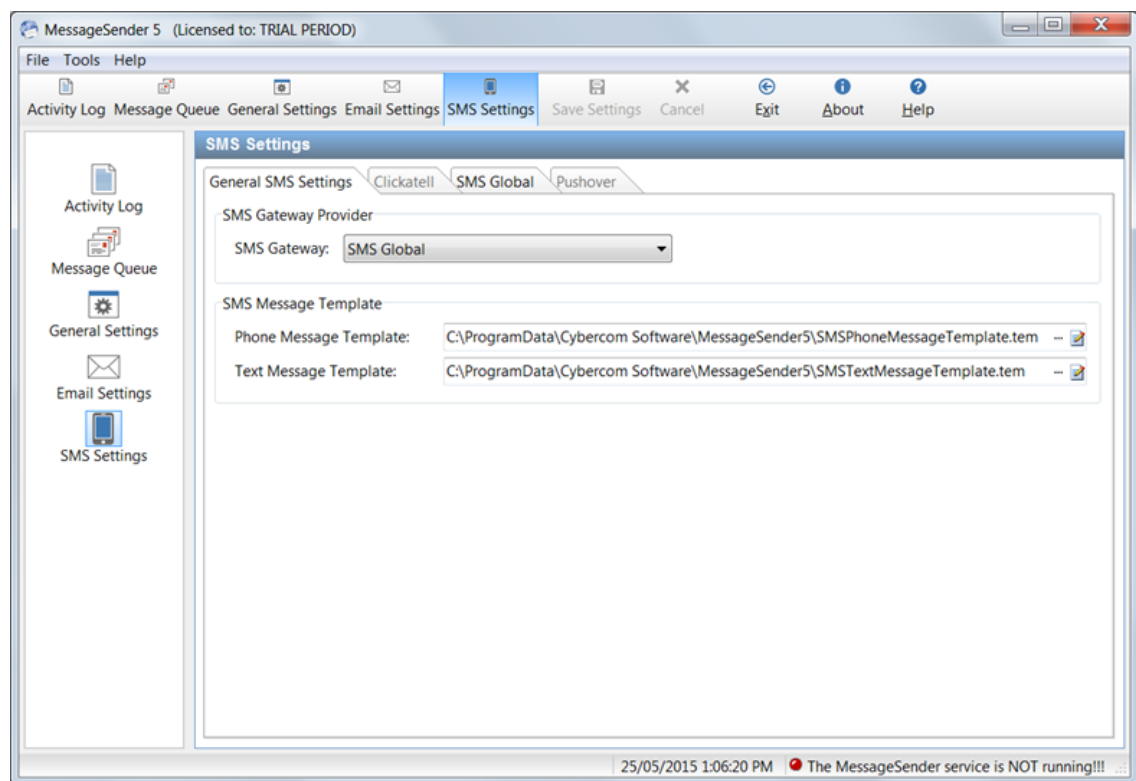 MessageSender 5 (Licensed to: TRIAL PERIOD)
File Tools Help
Activity Log Message Queue General Settings Email Settings SMS Settings Save Settings Cancel Exit About Help
SMS Settings
Activity Log
Message Queue
General Settings
Email Settings
SMS Settings
General SMS Settings Clickatell SMS Global Pushover
SMS Gateway Provider
SMS Gateway: SMS Global
SMS Message Template
Phone Message Template: C:\ProgramData\Cybercom Software\MessageSender5\SMSPhoneMessageTemplate.tem ...
Text Message Template: C:\ProgramData\Cybercom Software\MessageSender5\SMSTextMessageTemplate.tem ...
25/05/2015 1:06:20 PM The MessageSender service is NOT running!!!